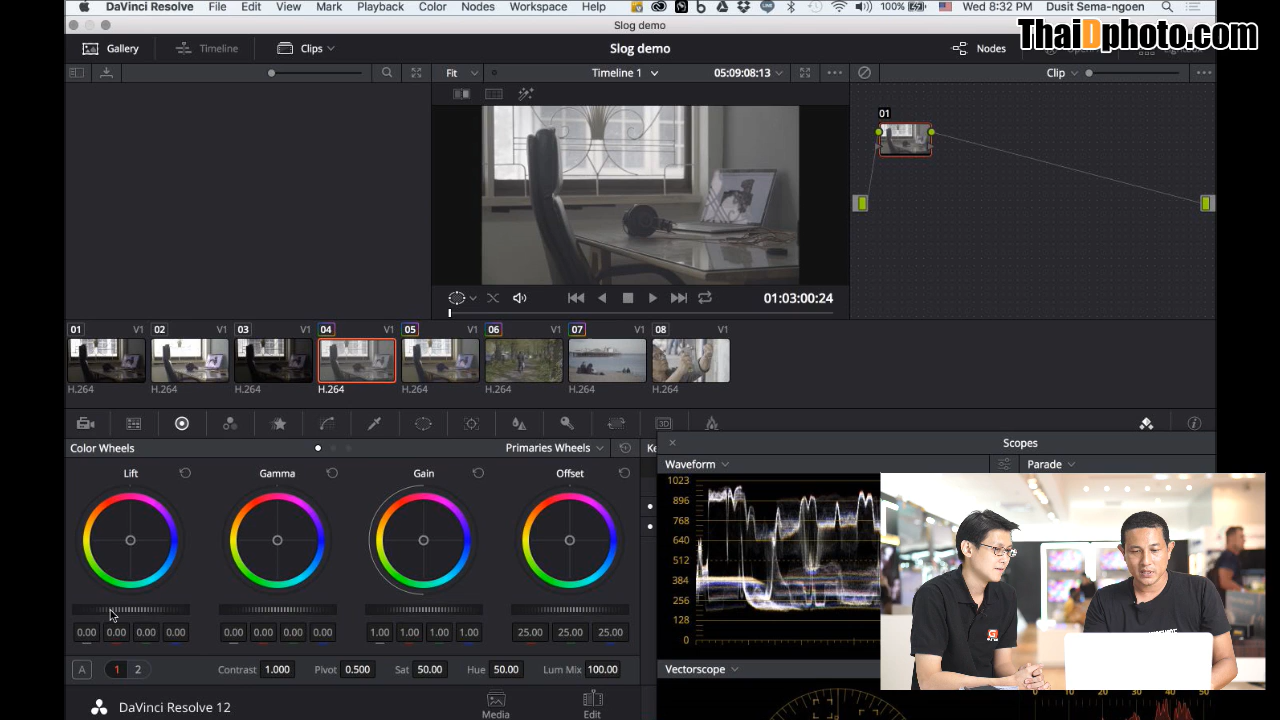 DaVinci Resolve File Edit View Mark Playback Color Nodes Workspace Help 100% Wed 8:32 PM Dusit Sema-ngoen
Slog demo
ThaiDphoto.com
Gallery Timeline Clips Slog demo Nodes
Fit Timeline 1 05:09:08:13 Clip
01
01:03:00:24
01 V1 02 V1 03 V1 04 V1 05 V1 06 V1 07 V1 08 V1
H.264 H.264 H.264 H.264 H.264 H.264 H.264 H.264
3D
Color Wheels Primaries Wheels Ke Scopes
Waveform Parade
Lift Gamma Gain Offset
1023
896
768
640
512
384
256
128
0
0.00 0.00 0.00 0.00 0.00 0.00 0.00 0.00 1.00 1.00 1.00 1.00 25.00 25.00 25.00
A 1 2 Contrast 1.000 Pivot 0.500 Sat 50.00 Hue 50.00 Lum Mix 100.00
Vectorscope
0 10 20 30 40 50
DaVinci Resolve 12 Media Edit